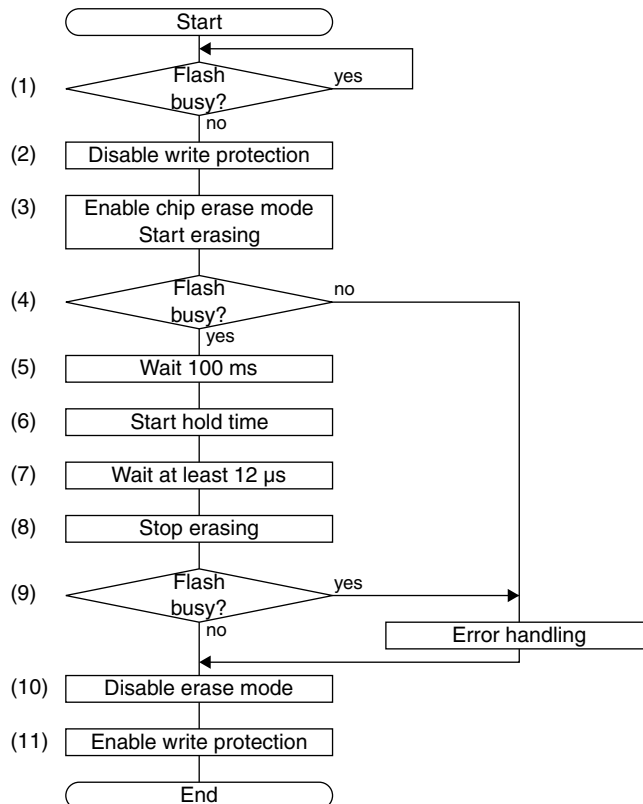 Start
(1)
Flash
busy?
yes
no
(2)
Disable write protection
(3)
Enable chip erase mode
Start erasing
(4)
Flash
busy?
no
yes
(5)
Wait 100 ms
(6)
Start hold time
(7)
Wait at least 12 µs
(8)
Stop erasing
(9)
Flash
busy?
yes
no
Error handling
(10)
Disable erase mode
(11)
Enable write protection
End